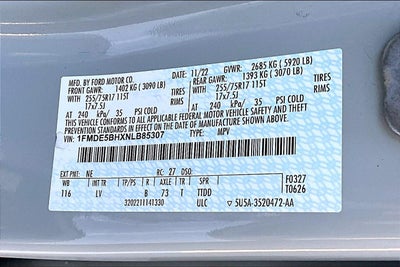 MFD. BY FORD MOTOR CO.
11/22
GVWR: 2685 KG ( 5920 LB)
FRONT GAWR: 1402 KG ( 3090 LB)
REAR GAWR: 1393 KG ( 3070 LB)
WITH
255/75R17 115T
TIRES
WITH
255/75R17 115T
TIRES
17x7.5J
RIMS
17x7.5J
RIMS
AT 240 kPa/ 35 PSI COLD
AT 240 kPa/ 35 PSI COLD
THIS VEHICLE CONFORMS TO ALL APPLICABLE FEDERAL MOTOR VEHICLE SAFETY AND THEFT PREVENTION STANDARDS IN EFFECT ON THE DATE OF MANUFACTURE SHOWN ABOVE.
VIN: 1FMDE5BHXNLB85307
TYPE: MPV
EXT PNT: NE
RC: 27 DSO:
F0327
WB INT TR TP/PS R AXLE TR SPR
T0626
116 LV B 73 T TTDD
3202211141330
ULC
5U5A-3520472-AA